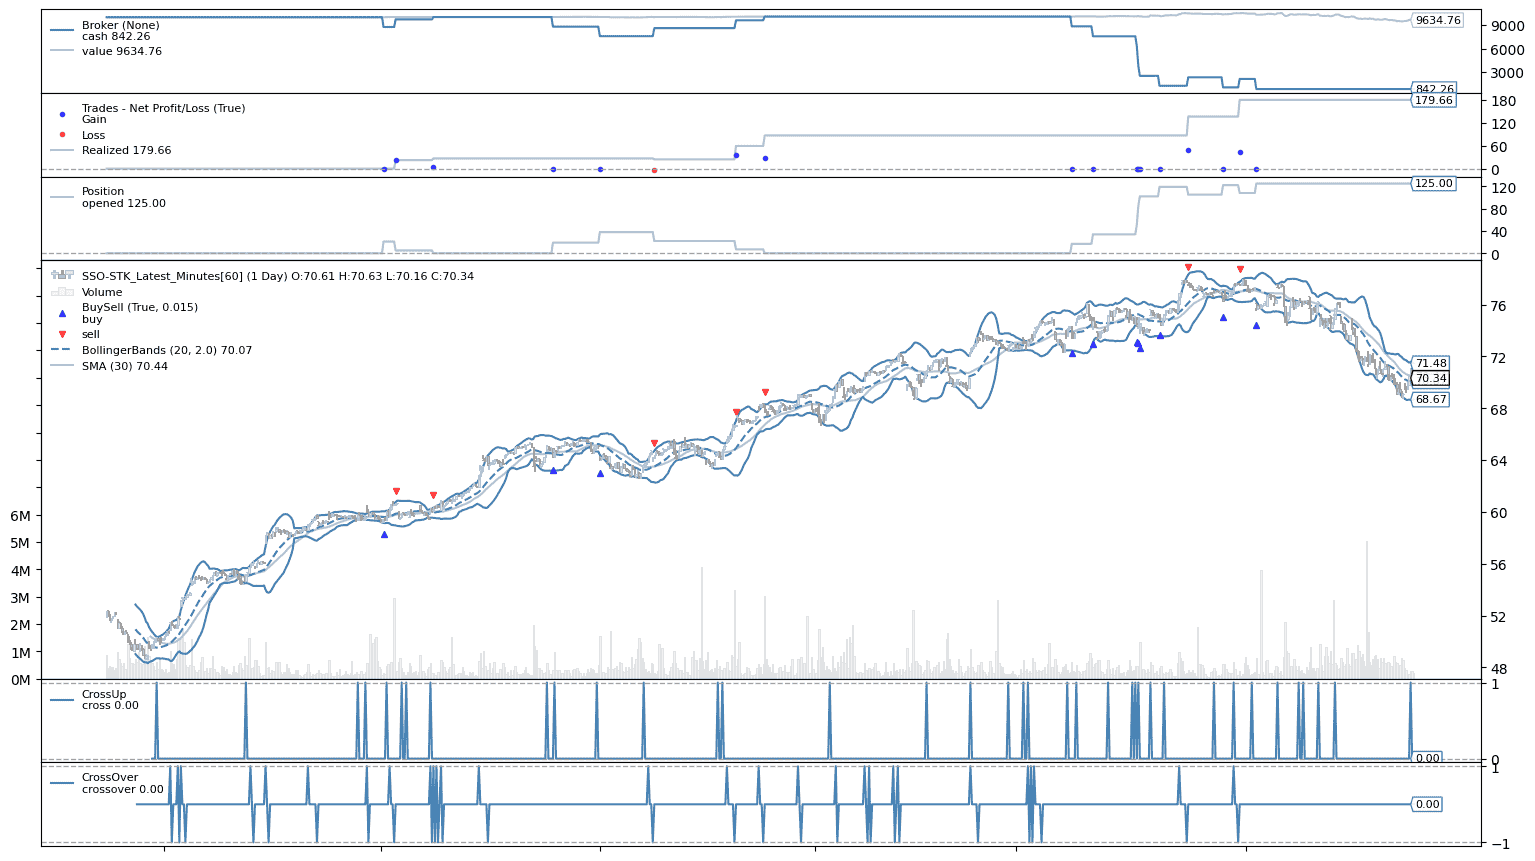 Broker (None)
cash 842.26
value 9634.76
9634.76
9000
6000
3000
842.26
Trades - Net Profit/Loss (True)
Gain
Loss
Realized 179.66
179.66
180
120
60
0
Position
opened 125.00
125.00
120
80
40
0
SSO-STK_Latest_Minutes[60] (1 Day) O:70.61 H:70.63 L:70.16 C:70.34
Volume
BuySell (True, 0.015)
buy
sell
BollingerBands (20, 2.0) 70.07
SMA (30) 70.44
76
72
71.48
70.34
68.67
68
64
60
56
52
48
6M
5M
4M
3M
2M
1M
0M
CrossUp
cross 0.00
1
0.00
0
CrossOver
crossover 0.00
1
0.00
−1